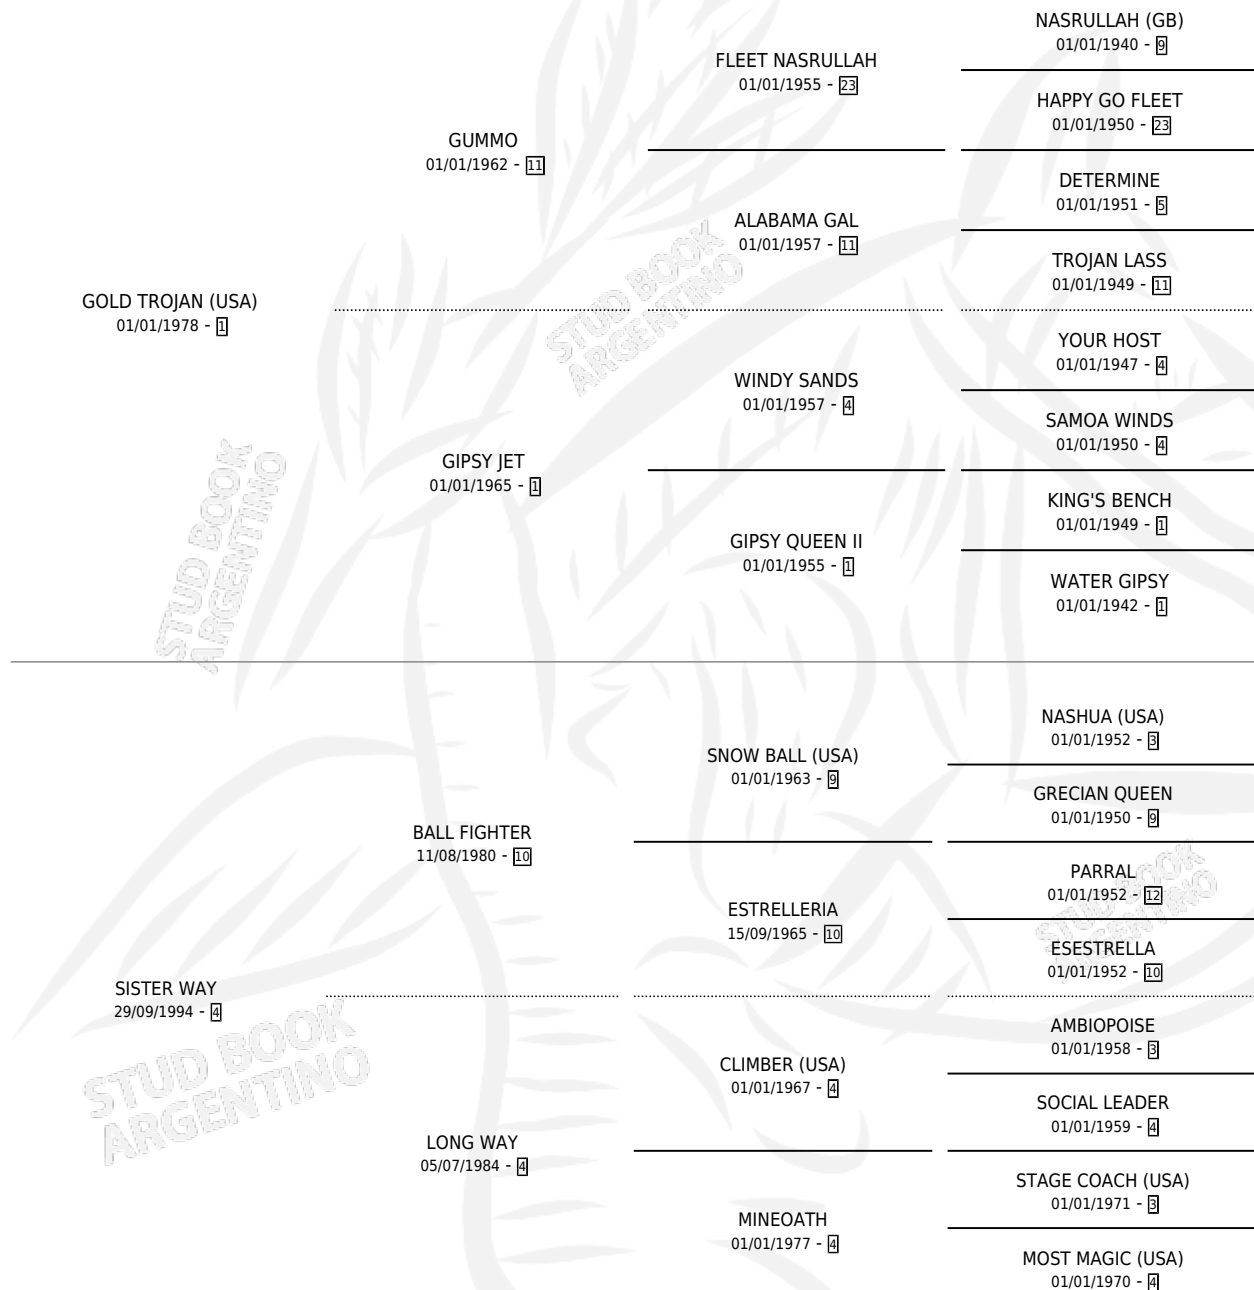 NASRULLAH (GB)
01/01/1940 - 9
FLEET NASRULLAH
01/01/1955 - 23
HAPPY GO FLEET
01/01/1950 - 23
GUMMO
01/01/1962 - 11
DETERMINE
01/01/1951 - 5
ALABAMA GAL
01/01/1957 - 11
TROJAN LASS
01/01/1949 - 11
GOLD TROJAN (USA)
01/01/1978 - 1
YOUR HOST
01/01/1947 - 4
WINDY SANDS
01/01/1957 - 4
SAMOA WINDS
01/01/1950 - 4
GIPSY JET
01/01/1965 - 1
KING'S BENCH
01/01/1949 - 1
GIPSY QUEEN II
01/01/1955 - 1
WATER GIPSY
01/01/1942 - 1
NASHUA (USA)
01/01/1952 - 3
SNOW BALL (USA)
01/01/1963 - 9
GRECIAN QUEEN
01/01/1950 - 9
BALL FIGHTER
11/08/1980 - 10
PARRAL
01/01/1952 - 12
ESTRELLERIA
15/09/1965 - 10
ESESTRELLA
01/01/1952 - 10
SISTER WAY
29/09/1994 - 4
AMBIOPOISE
01/01/1958 - 3
CLIMBER (USA)
01/01/1967 - 4
SOCIAL LEADER
01/01/1959 - 4
LONG WAY
05/07/1984 - 4
STAGE COACH (USA)
01/01/1971 - 3
MINEOATH
01/01/1977 - 4
MOST MAGIC (USA)
01/01/1970 - 4
STUD BOOK
ARGENTINO
STUD BOOK
ARGENTINO
STUD BOOK
ARGENTINO
STUD BOOK
ARGENTINO